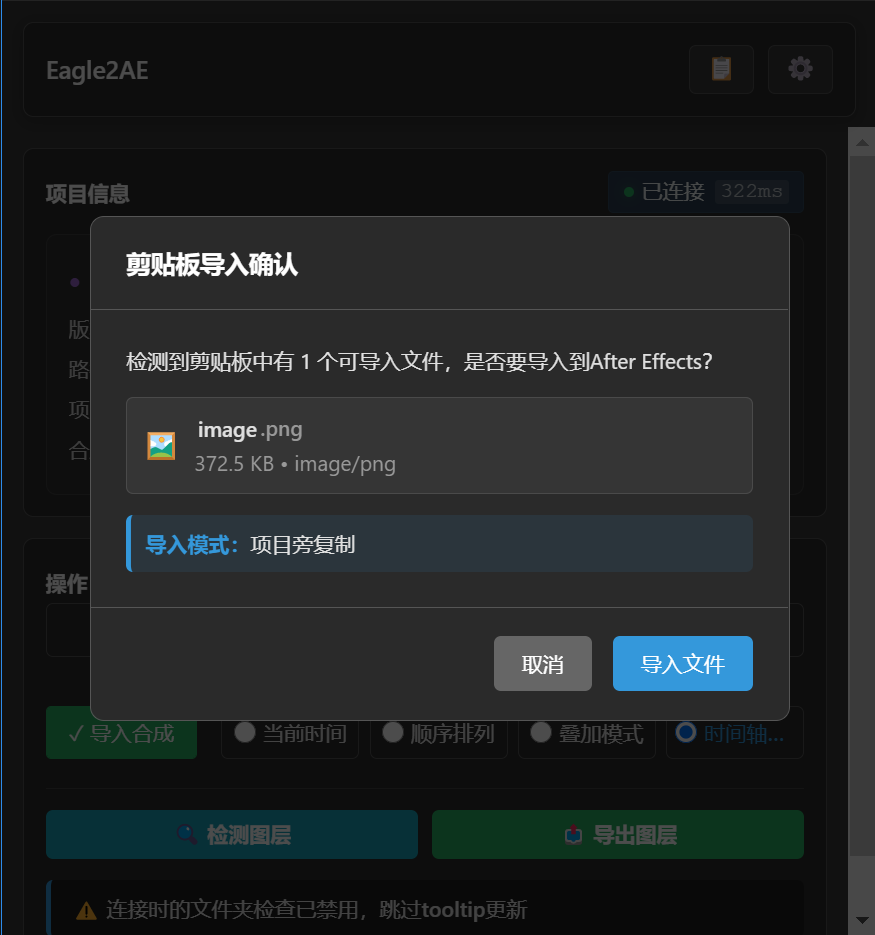 Eagle2AE
项目信息
已连接 322ms
剪贴板导入确认
版
路
项
合
检测到剪贴板中有 1 个可导入文件，是否要导入到After Effects?
image.png
372.5 KB • image/png
导入模式：项目旁复制
操作
取消 导入文件
✓导入合成 当前时间 顺序排列 叠加模式 时间轴...
检测图层 导出图层
连接时的文件夹检查已禁用，跳过tooltip更新